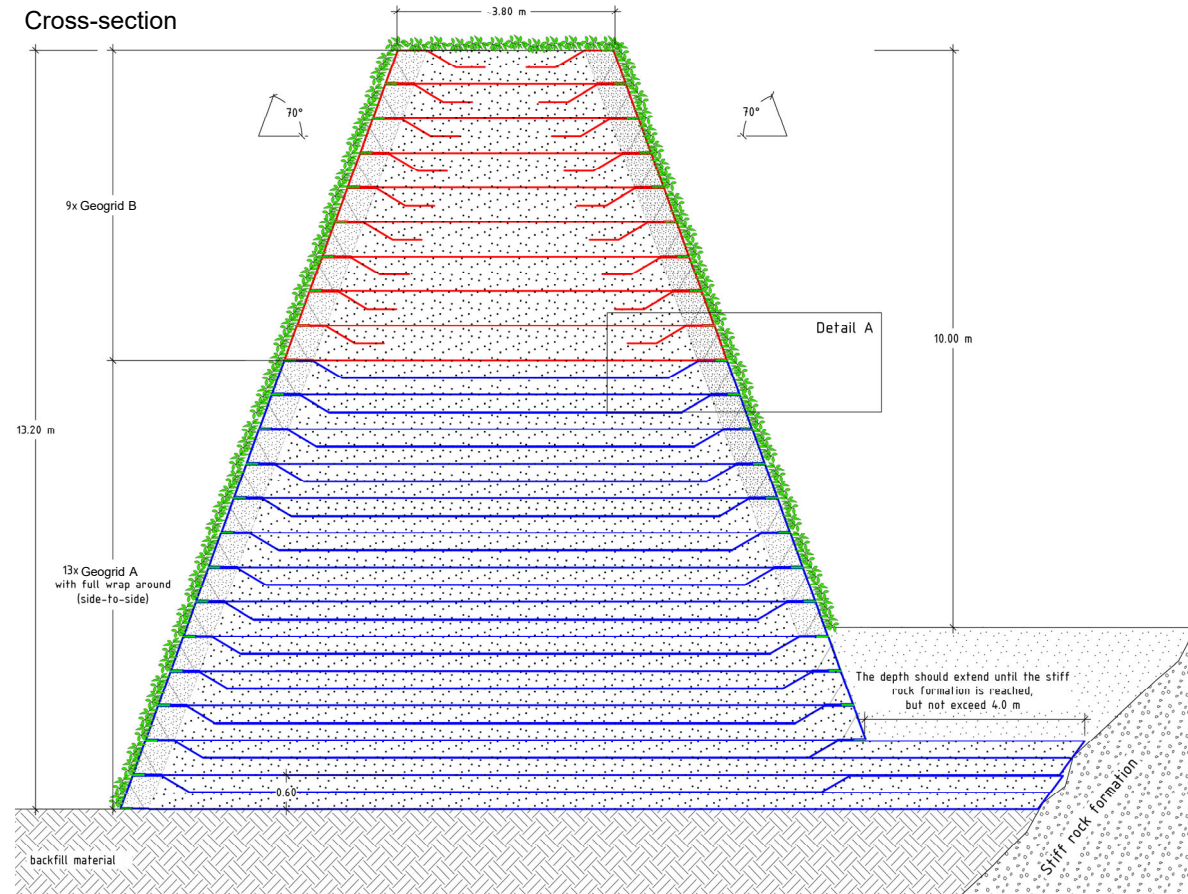 Cross-section
3.80 m
70°
70°
9x Geogrid B
Detail A
10.00 m
13.20 m
13x Geogrid A
with full wrap around
(side-to-side)
The depth should extend until the stiff
rock formation is reached,
but not exceed 4.0 m
0.60
Stiff rock formation
backfill material